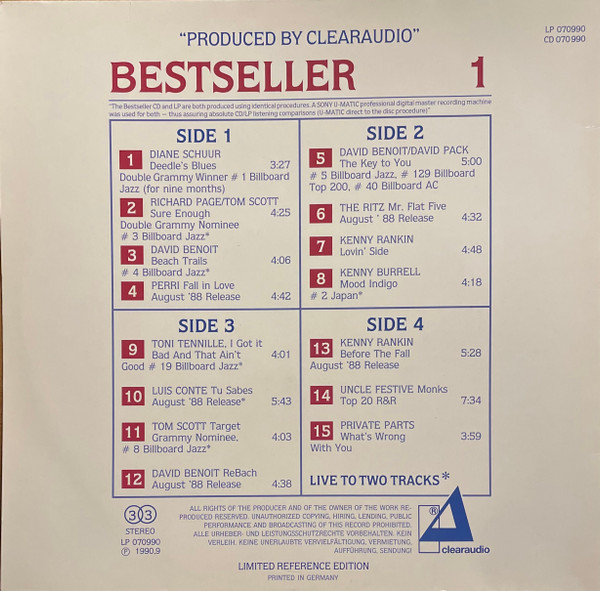 LP 070990
CD 070990
"PRODUCED BY CLEARAUDIO"
BESTSELLER 1
"The Bestseller CD and LP are both produced using identical procedures. A SONY U-MATIC professional digital master recording machine
was used for beth – thus assuring absolute CD/LP listening comparisons (U-MATIC direct to the disc procedure)"
SIDE 1
1 DIANE SCHUUR
Deedle's Blues 3:27
Double Grammy Winner # 1 Billboard
Jazz (for nine months)
2 RICHARD PAGE/TOM SCOTT
Sure Enough 4:25
Double Grammy Nominee
# 3 Billboard Jazz*
3 DAVID BENOIT
Beach Trails 4:06
# 4 Billboard Jazz*
4 PERRI Fall in Love
August '88 Release 4:42
SIDE 2
5 DAVID BENOIT/DAVID PACK
The Key to You 5:00
# 5 Billboard Jazz, # 129 Billboard
Top 200, # 40 Billboard AC
6 THE RITZ Mr. Flat Five
August ' 88 Release 4:32
7 KENNY RANKIN
Lovin' Side 4:48
8 KENNY BURRELL
Mood Indigo 4:18
# 2 Japan*
SIDE 3
9 TONI TENNILLE, I Got it
Bad And That Ain't 4:01
Good # 19 Billboard Jazz*
10 LUIS CONTE Tu Sabes
August '88 Release* 5:43
11 TOM SCOTT Target
Grammy Nominee, 4:03
# 8 Billboard Jazz*
12 DAVID BENOIT ReBach
August '88 Release 4:38
SIDE 4
13 KENNY RANKIN
Before The Fall 5:28
August '88 Release
14 UNCLE FESTIVE Monks
Top 20 R&R 7:34
15 PRIVATE PARTS
What's Wrong 3:59
With You
LIVE TO TWO TRACKS*
33
STEREO
LP 070990
Ⓟ 1990,9
ALL RIGHTS OF THE PRODUCER AND OF THE OWNER OF THE WORK RE-
PRODUCED RESERVED. UNAUTHORIZED COPYING, HIRING, LENDING, PUBLIC
PERFORMANCE AND BROADCASTING OF THIS RECORD PROHIBITED.
ALLE URHEBER- UND LEISTUNGSSCHUTZRECHTE VORBEHALTEN. KEIN
VERLEIH. KEINE UNERLAUBTE VERVIELFÄLTIGUNG, VERMIETUNG,
AUFFÜHRUNG, SENDUNG!
®
clearaudio
LIMITED REFERENCE EDITION
PRINTED IN GERMANY